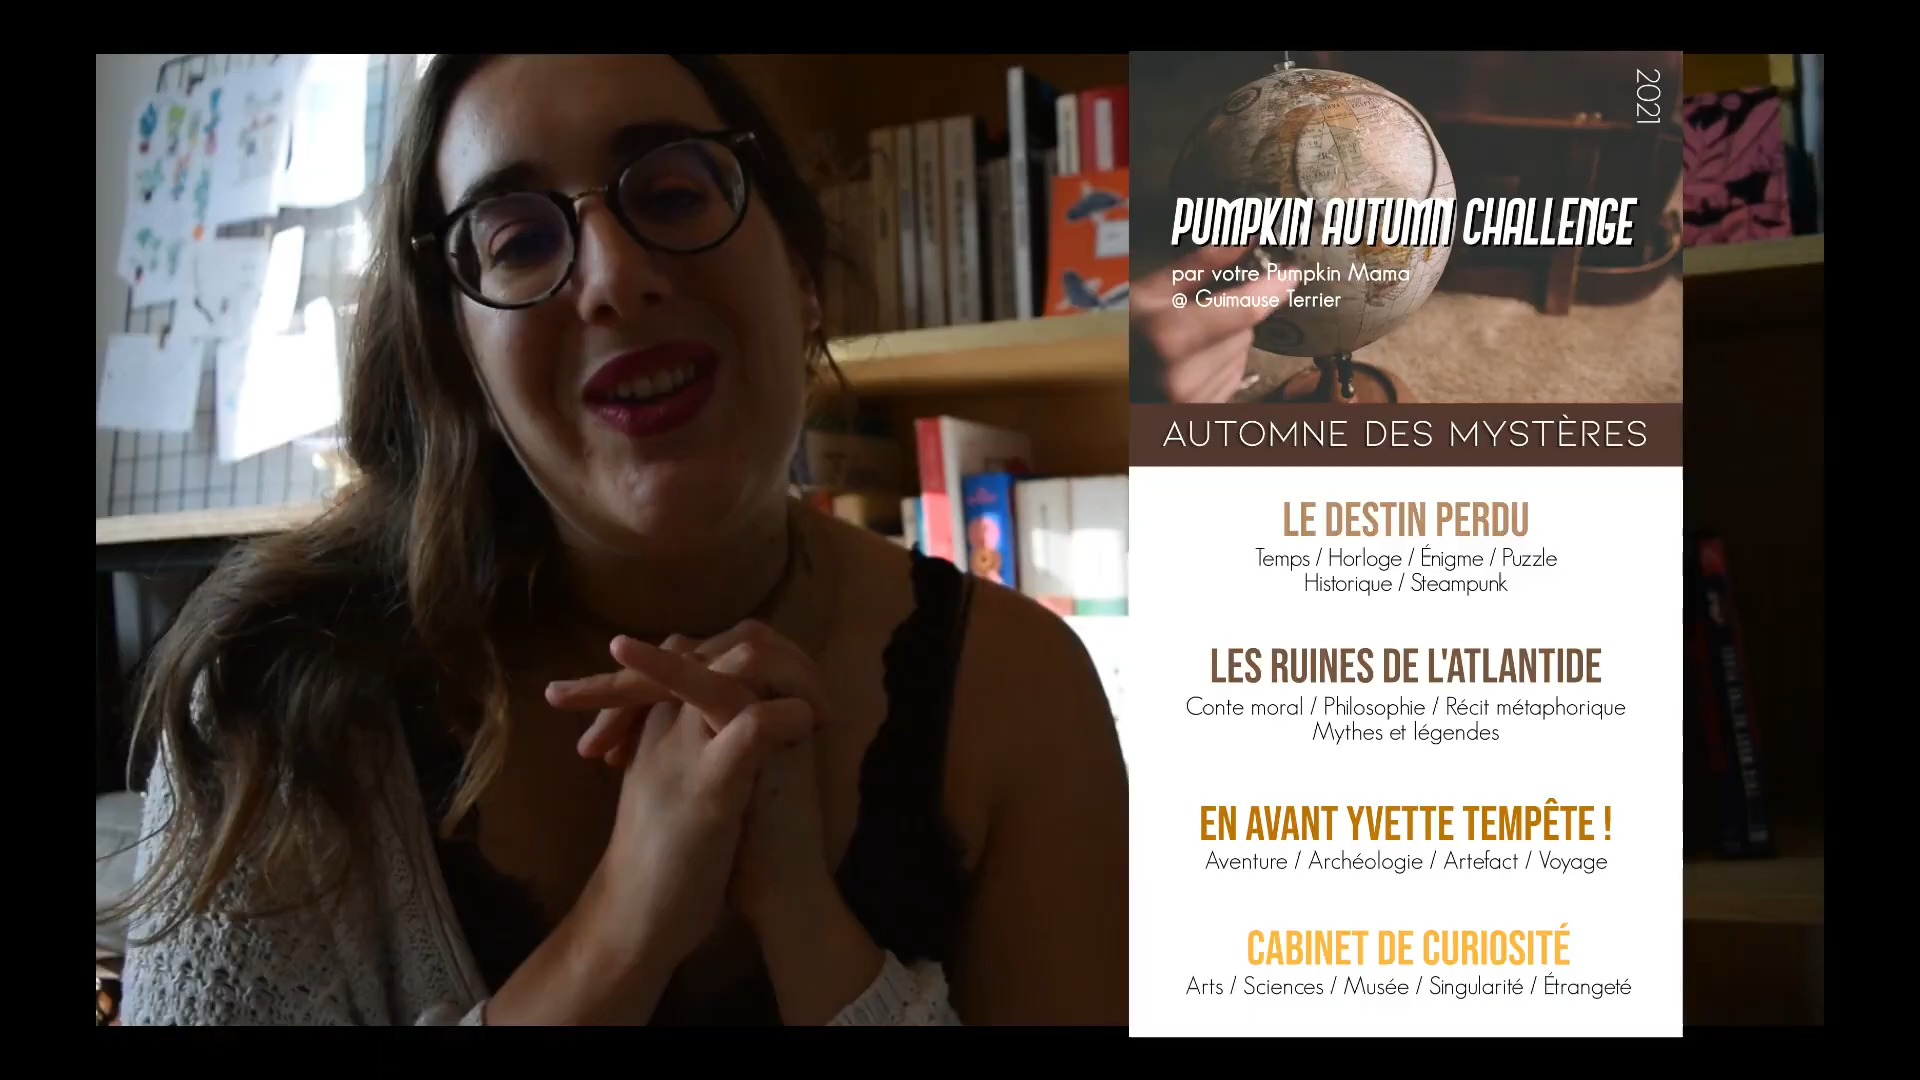 2021
PUMPKIN AUTUMN CHALLENGE
par votre Pumpkin Mama
@ Guimause Terrier
AUTOMNE DES MYSTÈRES
LE DESTIN PERDU
Temps / Horloge / Énigme / Puzzle
Historique / Steampunk
LES RUINES DE L'ATLANTIDE
Conte moral / Philosophie / Récit métaphorique
Mythes et légendes
EN AVANT YVETTE TEMPÊTE !
Aventure / Archéologie / Artefact / Voyage
CABINET DE CURIOSITÉ
Arts / Sciences / Musée / Singularité / Étrangeté